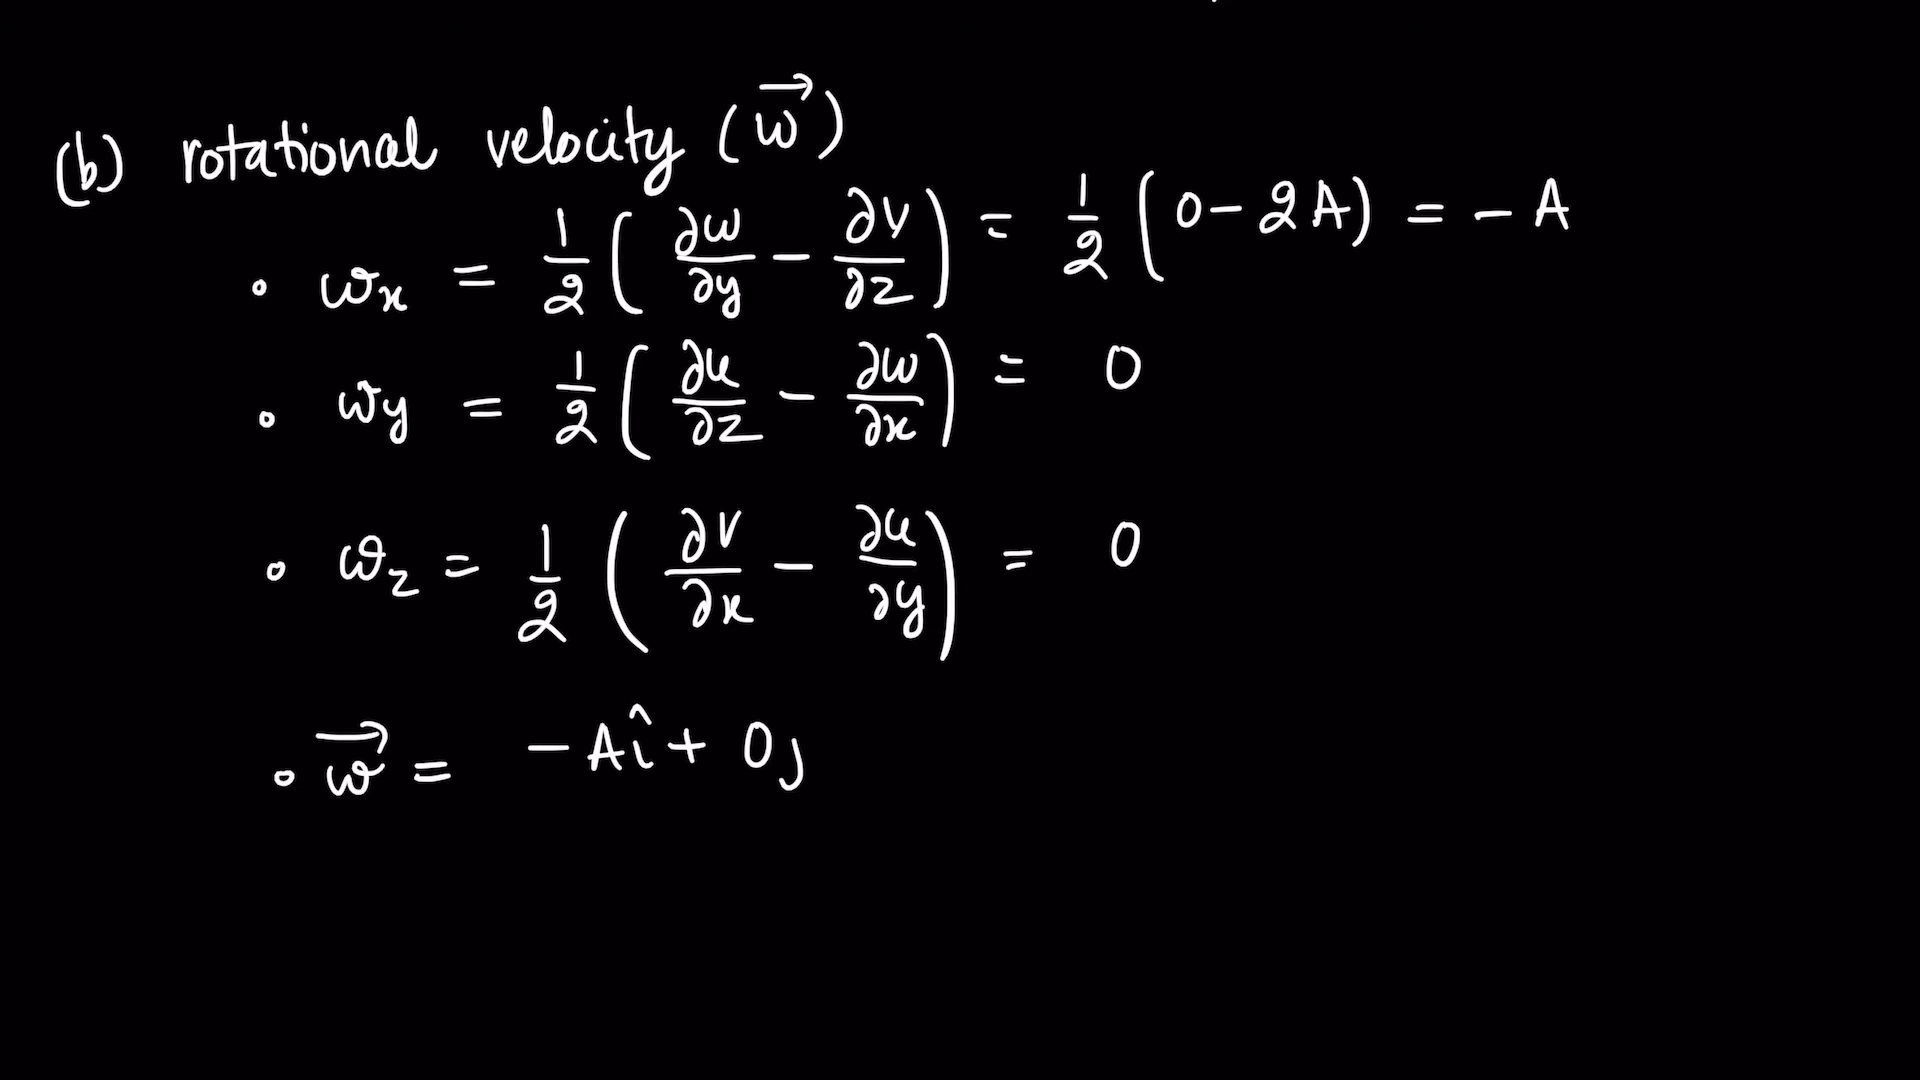 (b) rotational velocity (w⃗)
∘ ωx = 1/2 (∂w/∂y − ∂v/∂z) = 1/2 (0 − 2A) = −A
∘ ωy = 1/2 (∂u/∂z − ∂w/∂x) = 0
∘ ωz = 1/2 (∂v/∂x − ∂u/∂y) = 0
∘ w⃗ = −Aî + 0j